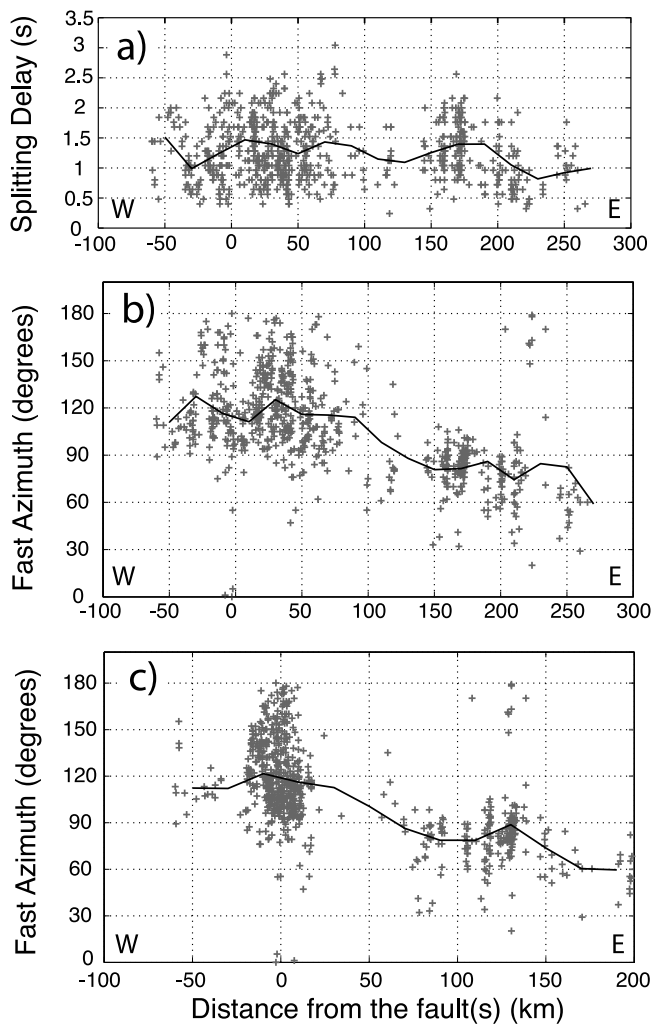 a)
Splitting Delay (s)
3.5
3
2.5
2
1.5
1
0.5
0
W
E
-100 -50 0 50 100 150 200 250 300
b)
Fast Azimuth (degrees)
180
150
120
90
60
30
0
W
E
-100 -50 0 50 100 150 200 250 300
c)
Fast Azimuth (degrees)
180
150
120
90
60
30
0
W
E
-100 -50 0 50 100 150 200
Distance from the fault(s) (km)